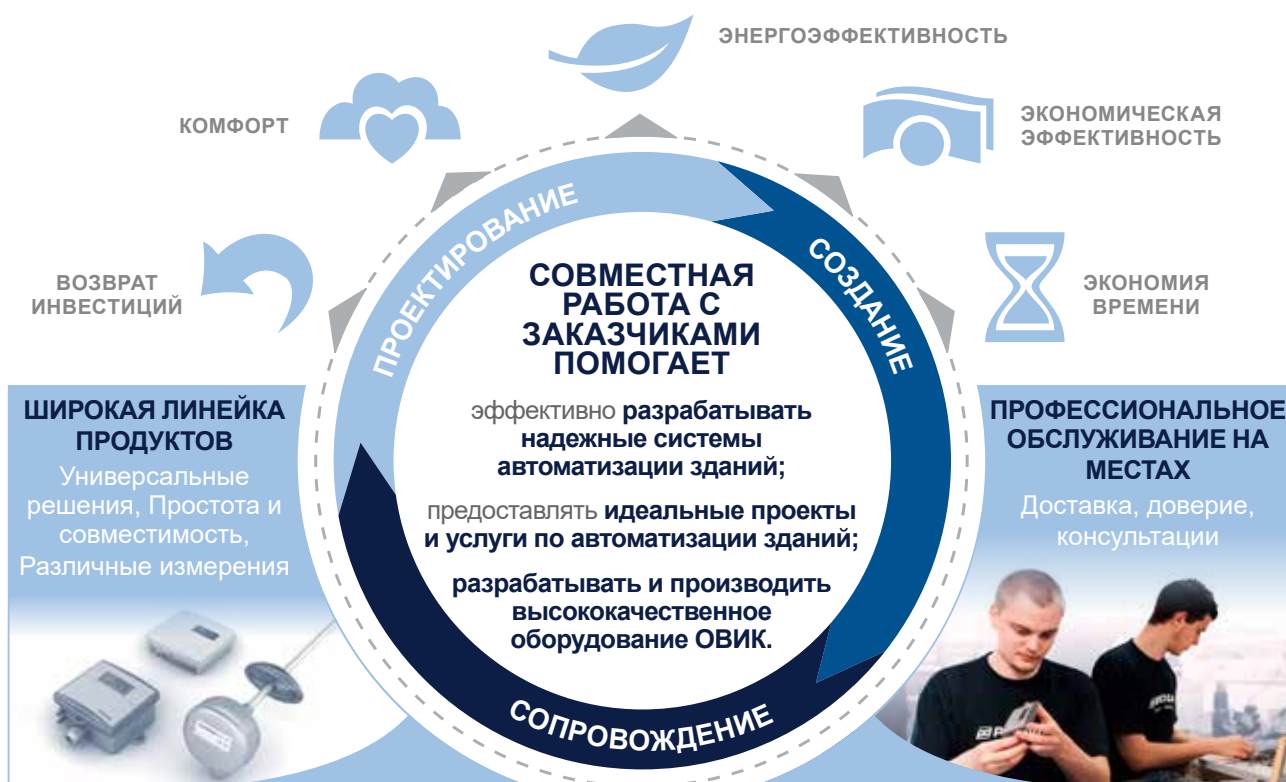 ЭНЕРГОЭФФЕКТИВНОСТЬ
КОМФОРТ
ЭКОНОМИЧЕСКАЯ
ЭФФЕКТИВНОСТЬ
ВОЗВРАТ
ИНВЕСТИЦИЙ
ЭКОНОМИЯ
ВРЕМЕНИ
ПРОЕКТИРОВАНИЕ
СОЗДАНИЕ
СОПРОВОЖДЕНИЕ
СОВМЕСТНАЯ
РАБОТА С
ЗАКАЗЧИКАМИ
ПОМОГАЕТ
эффективно разрабатывать
надежные системы
автоматизации зданий;
предоставлять идеальные проекты
и услуги по автоматизации зданий;
разрабатывать и производить
высококачественное
оборудование ОВИК.
ШИРОКАЯ ЛИНЕЙКА
ПРОДУКТОВ
Универсальные
решения, Простота и
совместимость,
Различные измерения
ПРОФЕССИОНАЛЬНОЕ
ОБСЛУЖИВАНИЕ НА
МЕСТАХ
Доставка, доверие,
консультации